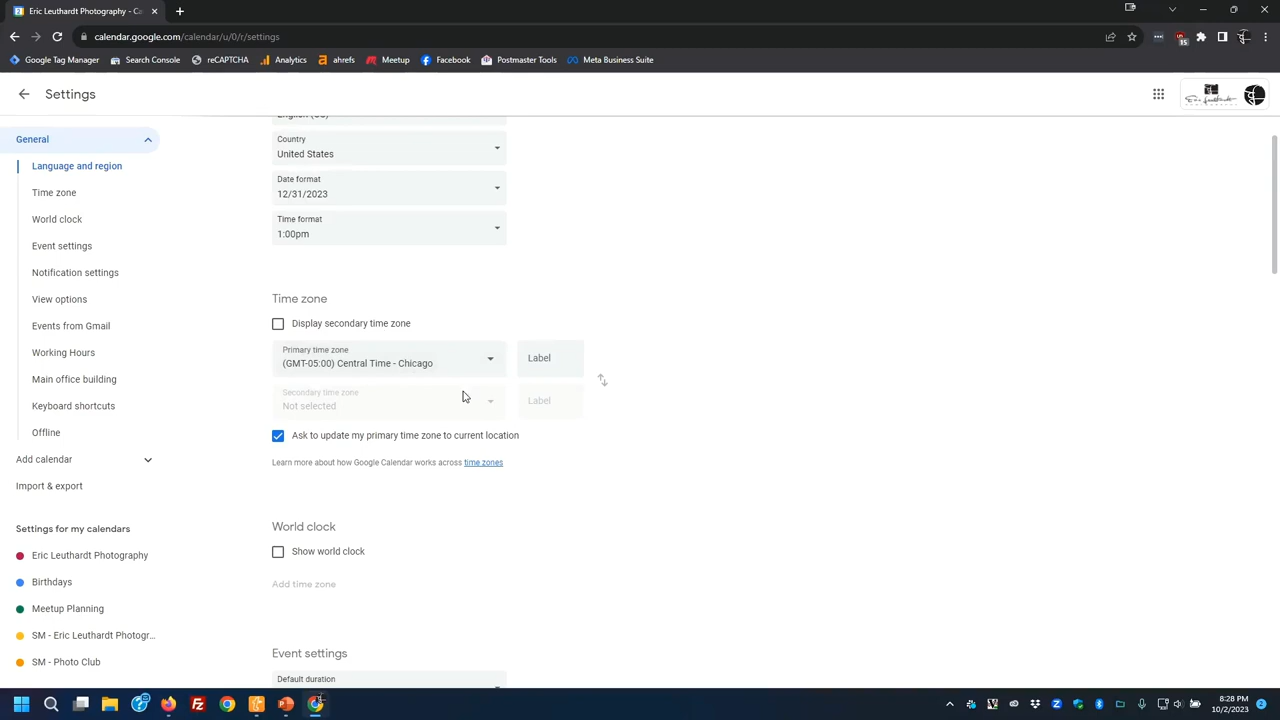 Eric Leuthardt Photography - Ca
calendar.google.com/calendar/u/0/r/settings
15
Google Tag Manager
Search Console
reCAPTCHA
Analytics
ahrefs
Meetup
Facebook
Postmaster Tools
Meta Business Suite
Settings
General
Language and region
Time zone
World clock
Event settings
Notification settings
View options
Events from Gmail
Working Hours
Main office building
Keyboard shortcuts
Offline
Add calendar
Import & export
Settings for my calendars
Eric Leuthardt Photography
Birthdays
Meetup Planning
SM - Eric Leuthardt Photogr...
SM - Photo Club
English (US)
Country
United States
Date format
12/31/2023
Time format
1:00pm
Time zone
Display secondary time zone
Primary time zone
(GMT-05:00) Central Time - Chicago
Label
Secondary time zone
Not selected
Label
Ask to update my primary time zone to current location
Learn more about how Google Calendar works across time zones
World clock
Show world clock
Add time zone
Event settings
Default duration
8:28 PM
10/2/2023
2